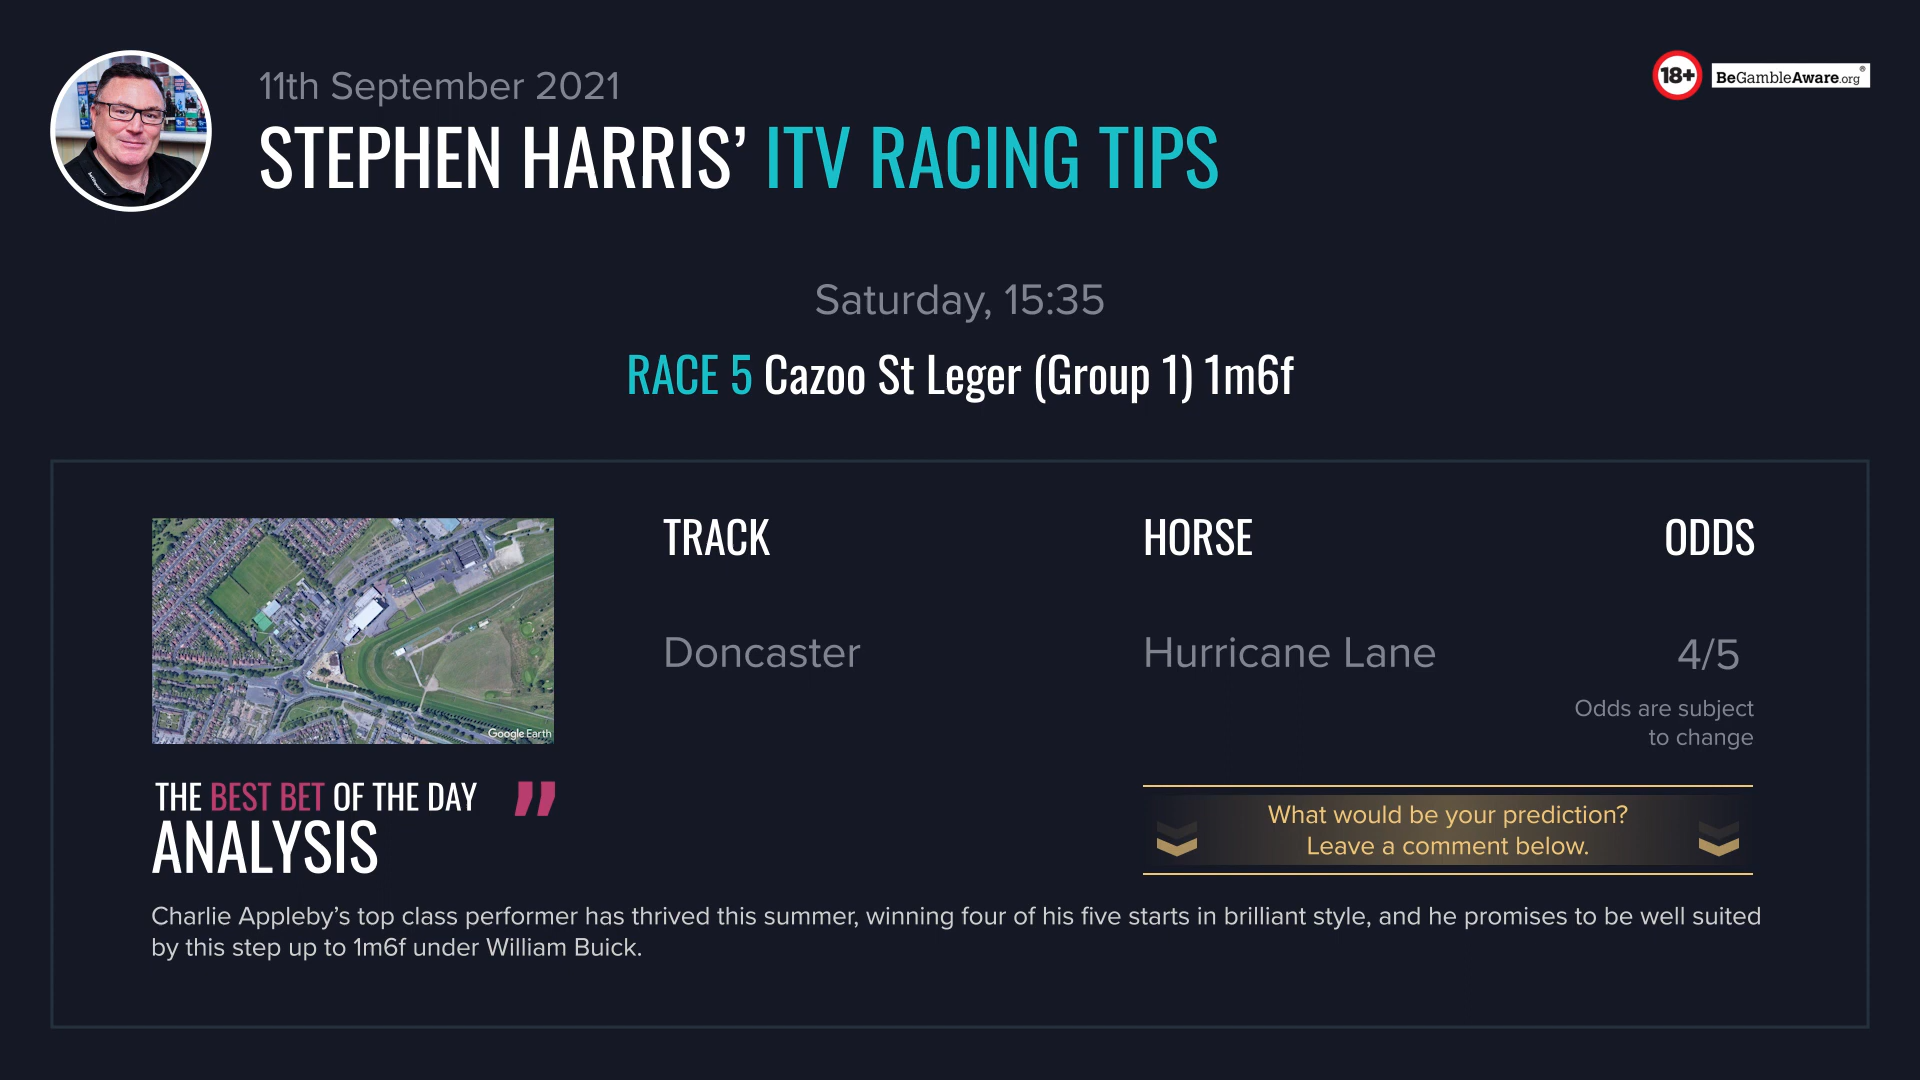 11th September 2021
STEPHEN HARRIS’ ITV RACING TIPS
18+
BeGambleAware.org®
Saturday, 15:35
RACE 5 Cazoo St Leger (Group 1) 1m6f
TRACK
HORSE
ODDS
Doncaster
Hurricane Lane
4/5
Odds are subject
to change
Google Earth
THE BEST BET OF THE DAY
ANALYSIS
What would be your prediction?
Leave a comment below.
Charlie Appleby’s top class performer has thrived this summer, winning four of his five starts in brilliant style, and he promises to be well suited
by this step up to 1m6f under William Buick.